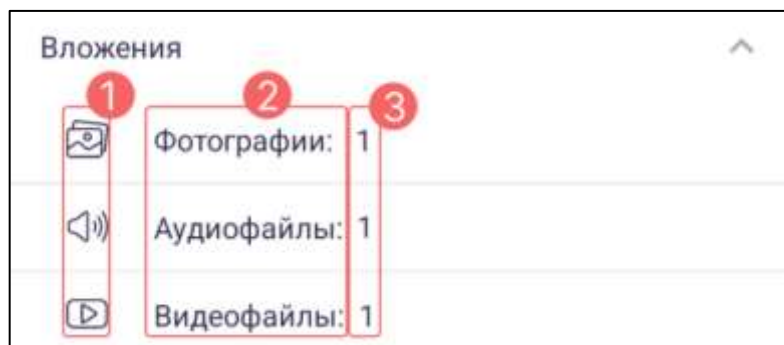 Вложения
1 2 3
Фотографии: 1
Аудиофайлы: 1
Видеофайлы: 1